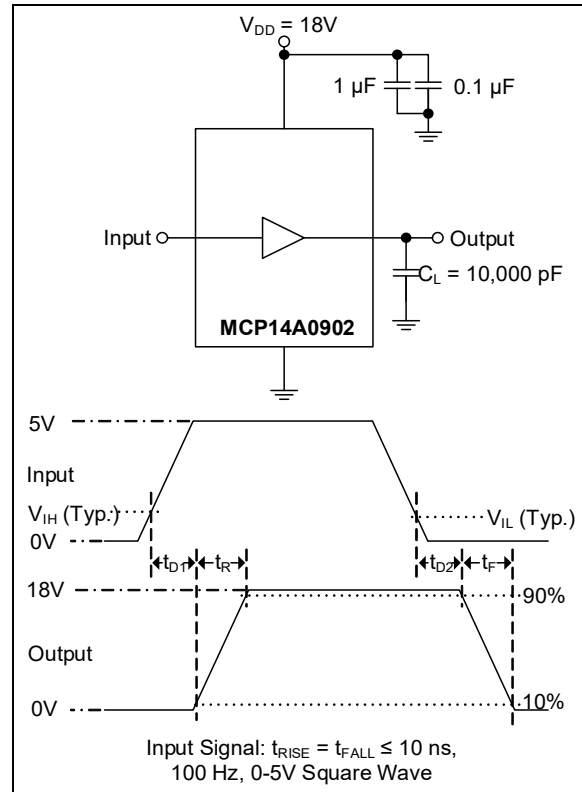 V_DD = 18V
1 µF 0.1 µF
Input Output
C_L = 10,000 pF
MCP14A0902
5V
Input
V_IH (Typ.) V_IL (Typ.)
0V
t_D1 t_R t_D2 t_F
18V 90%
Output
0V 10%
Input Signal: t_RISE = t_FALL ≤ 10 ns,
100 Hz, 0-5V Square Wave